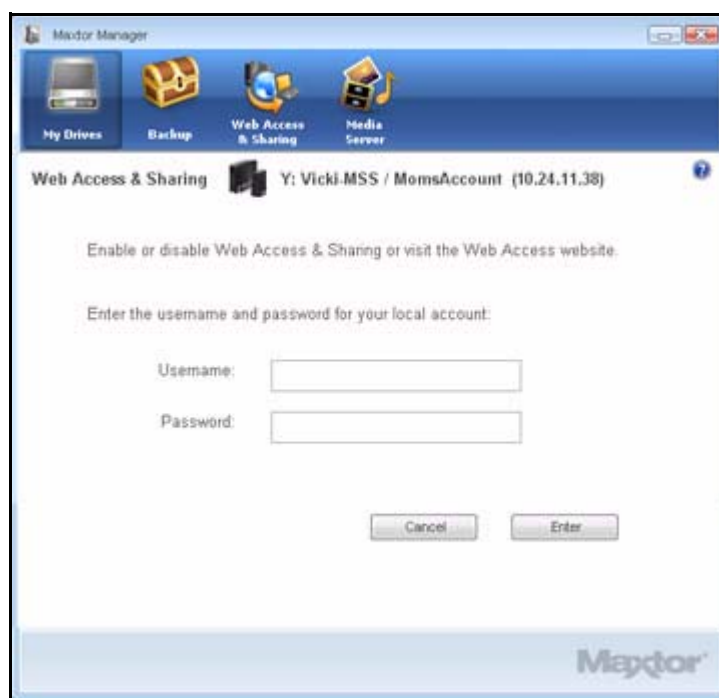 Maxtor Manager
My Drives
Backup
Web Access & Sharing
Media Server
Web Access & Sharing Y: Vicki-MSS / MomsAccount (10.24.11.38)
Enable or disable Web Access & Sharing or visit the Web Access website.
Enter the username and password for your local account:
Username:
Password:
Cancel
Enter
Maxtor